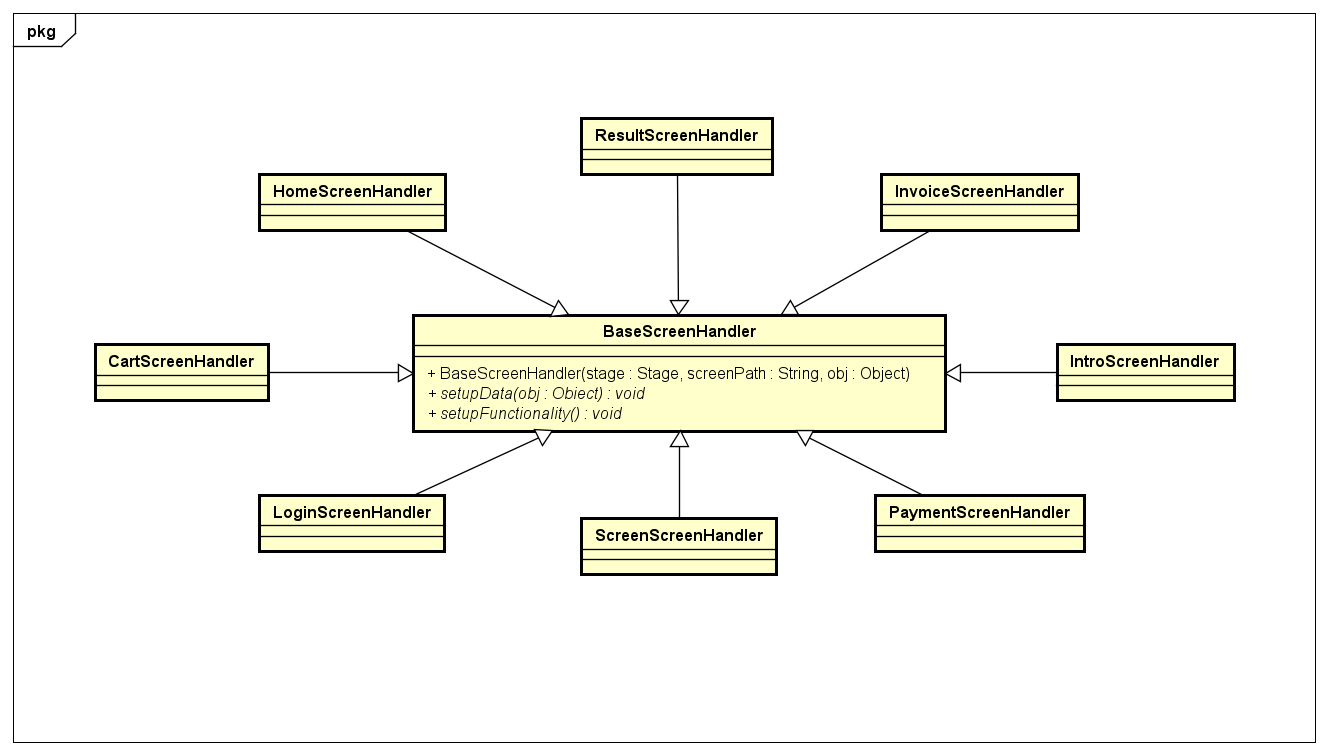 pkg
ResultScreenHandler
HomeScreenHandler
InvoiceScreenHandler
BaseScreenHandler
+ BaseScreenHandler(stage : Stage, screenPath : String, obj : Object)
+ setupData(obj : Obiect) : void
+ setupFunctionality() : void
CartScreenHandler
IntroScreenHandler
LoginScreenHandler
ScreenScreenHandler
PaymentScreenHandler